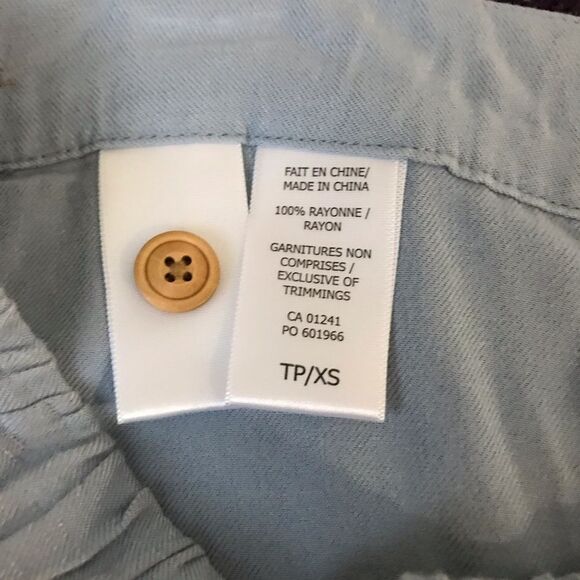 FAIT EN CHINE/
MADE IN CHINA
100% RAYONNE /
RAYON
GARNITURES NON
COMPRISES /
EXCLUSIVE OF
TRIMMINGS
CA 01241
PO 601966
TP/XS